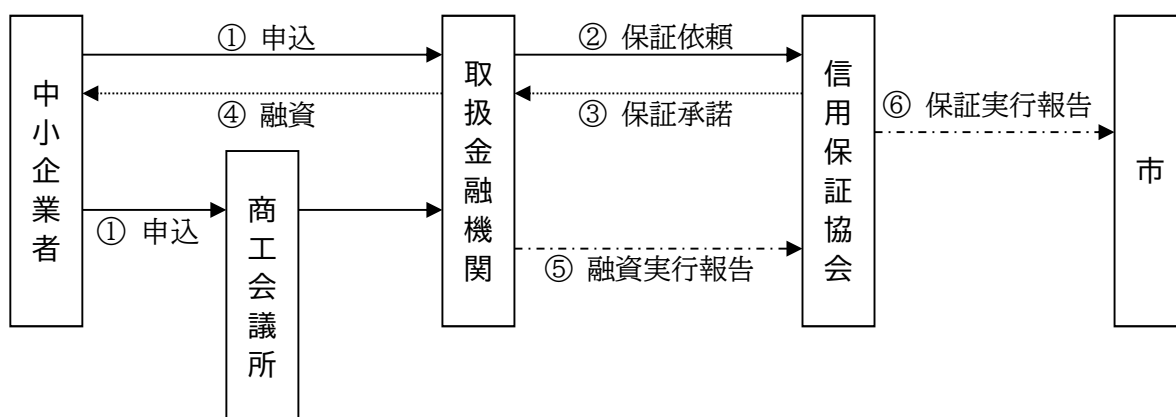 中小企業者
① 申込
④ 融資
① 申込
商工会議所
取扱金融機関
② 保証依頼
③ 保証承諾
⑤ 融資実行報告
信用保証協会
⑥ 保証実行報告
市